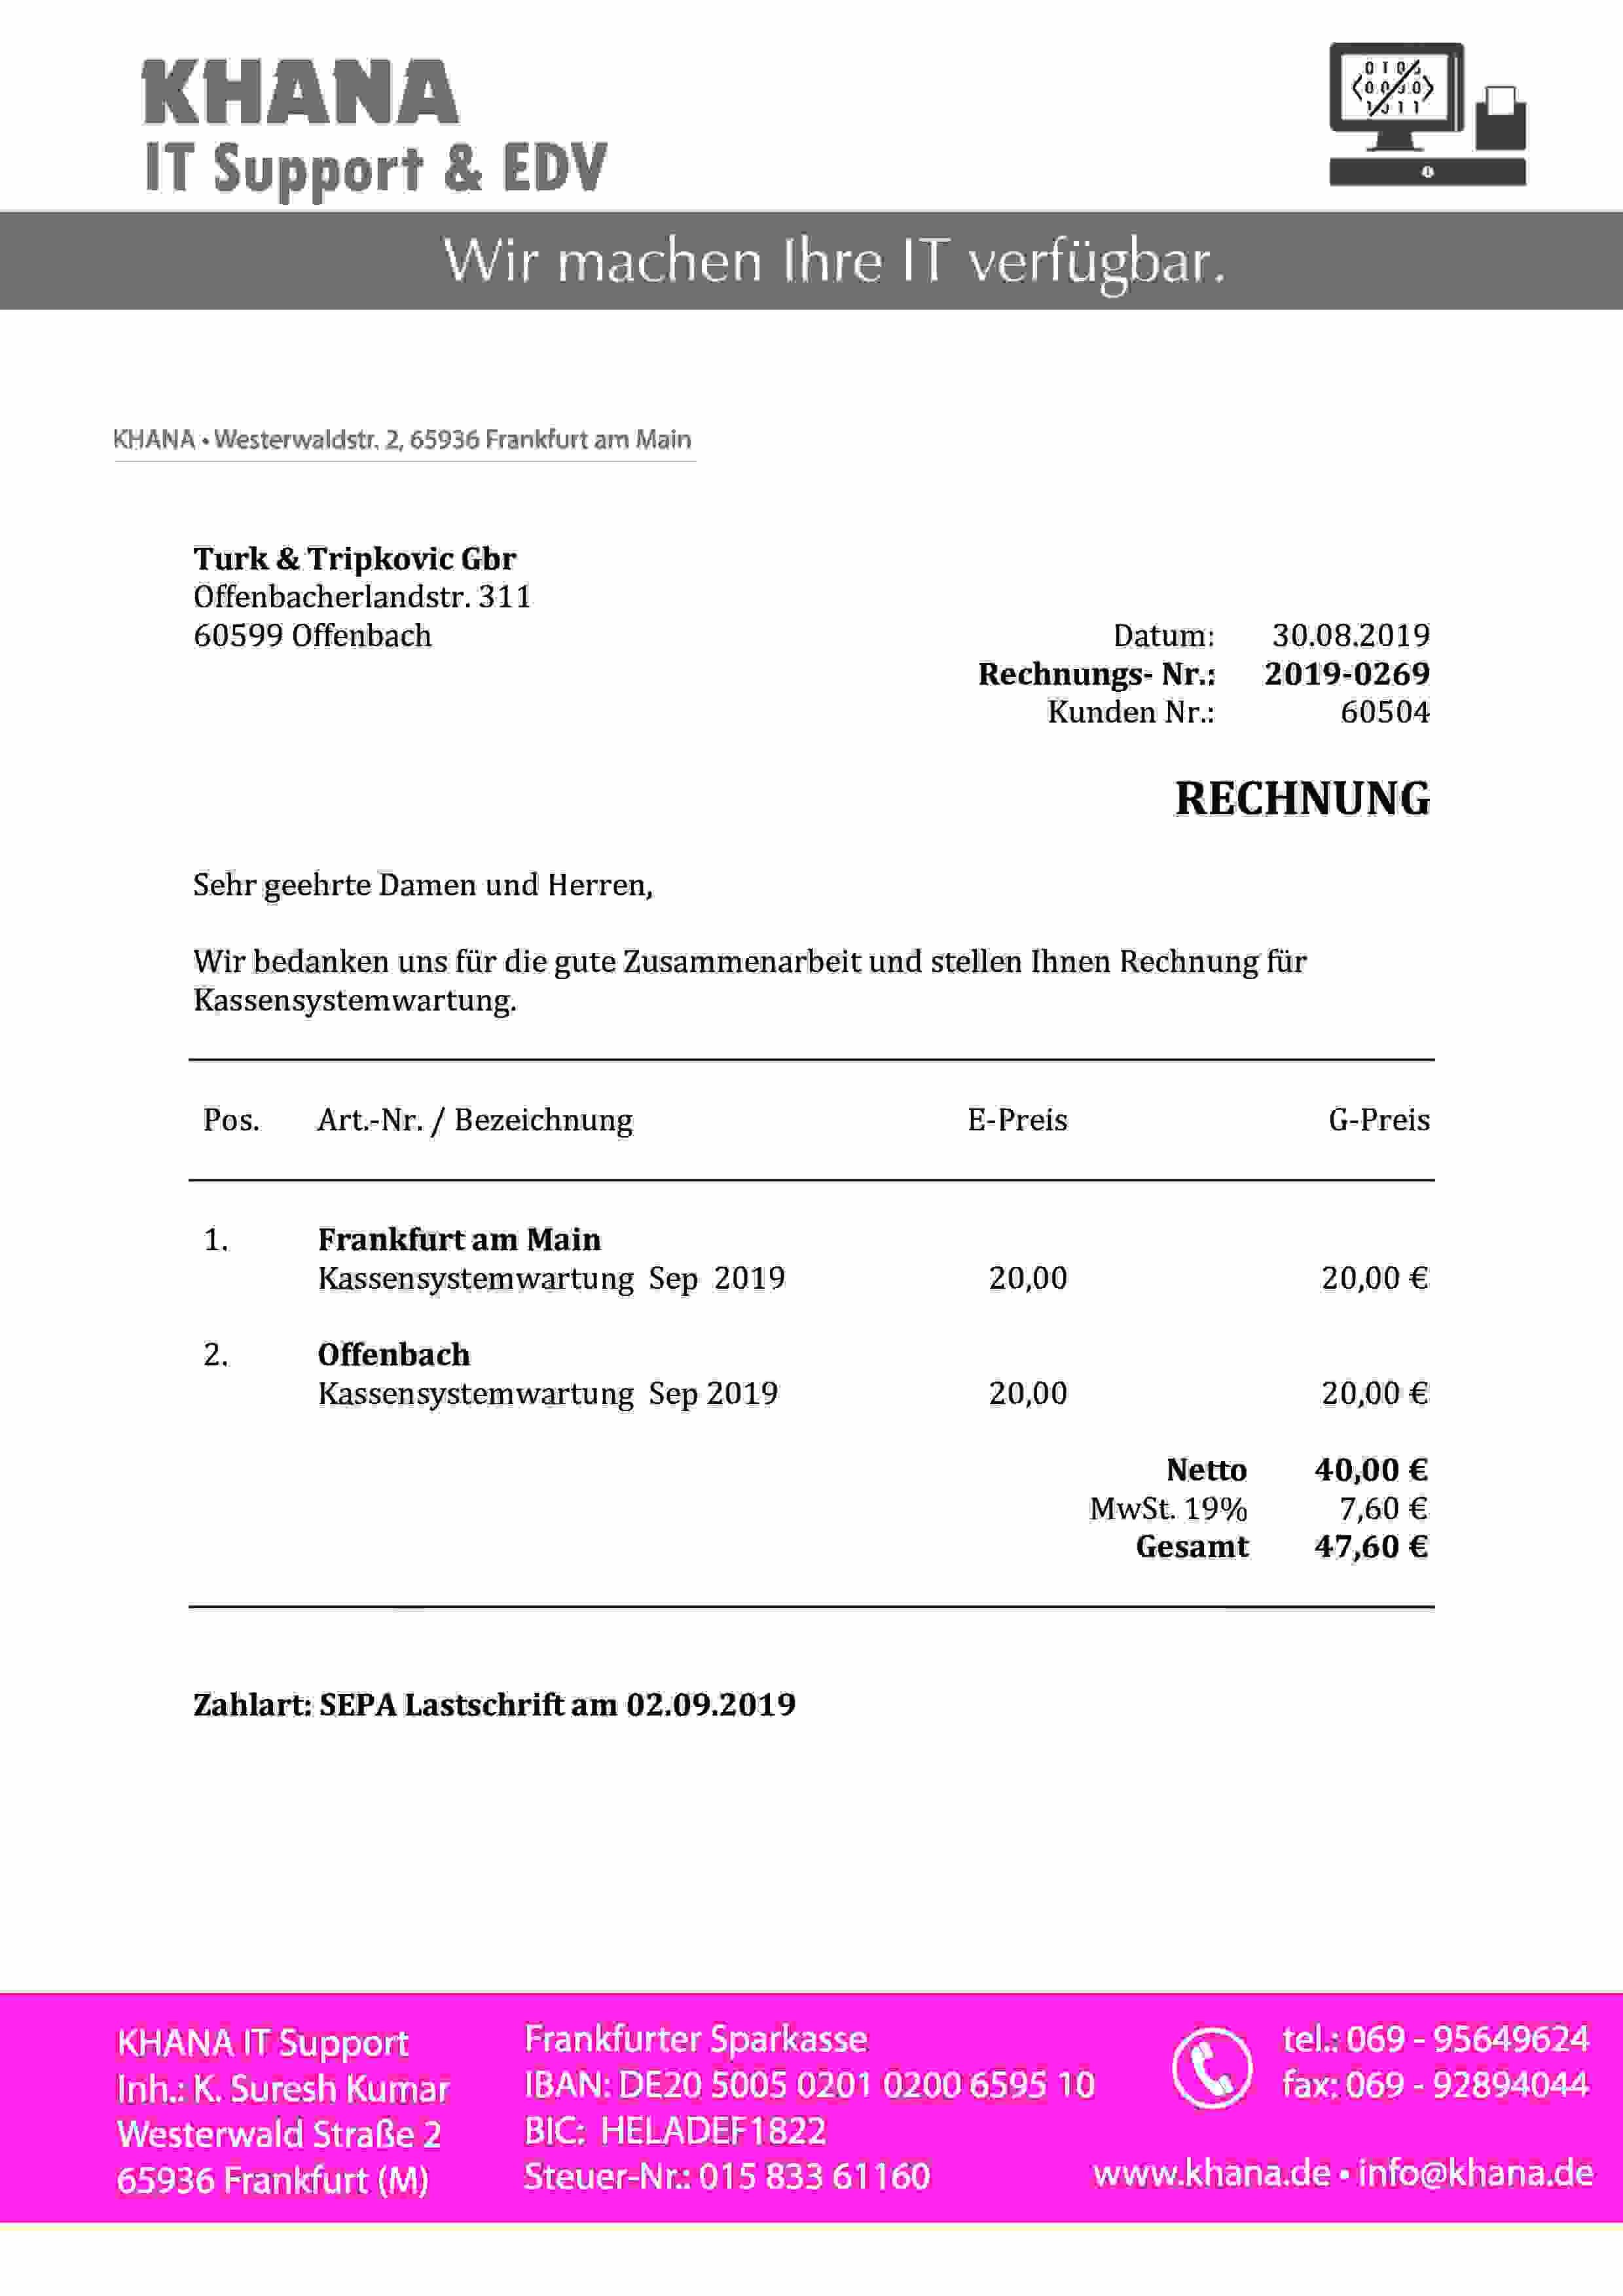 KHANA
IT Support & EDV
Wir machen Ihre IT verfügbar.
KHANA • Westerwaldstr. 2, 65936 Frankfurt am Main
Turk & Tripkovic Gbr
Offenbacherlandstr. 311
60599 Offenbach
Datum: 30.08.2019
Rechnungs- Nr.: 2019-0269
Kunden Nr.: 60504
RECHNUNG
Sehr geehrte Damen und Herren,
Wir bedanken uns für die gute Zusammenarbeit und stellen Ihnen Rechnung für
Kassensystemwartung.
Pos. Art.-Nr. / Bezeichnung E-Preis G-Preis
1. Frankfurt am Main
Kassensystemwartung Sep 2019 20,00 20,00 €
2. Offenbach
Kassensystemwartung Sep 2019 20,00 20,00 €
Netto 40,00 €
MwSt. 19% 7,60 €
Gesamt 47,60 €
Zahlart: SEPA Lastschrift am 02.09.2019
KHANA IT Support
Inh.: K. Suresh Kumar
Westerwald Straße 2
65936 Frankfurt (M)
Frankfurter Sparkasse
IBAN: DE20 5005 0201 0200 6595 10
BIC: HELADEF1822
Steuer-Nr.: 015 833 61160
tel.: 069 - 95649624
fax: 069 - 92894044
www.khana.de • info@khana.de